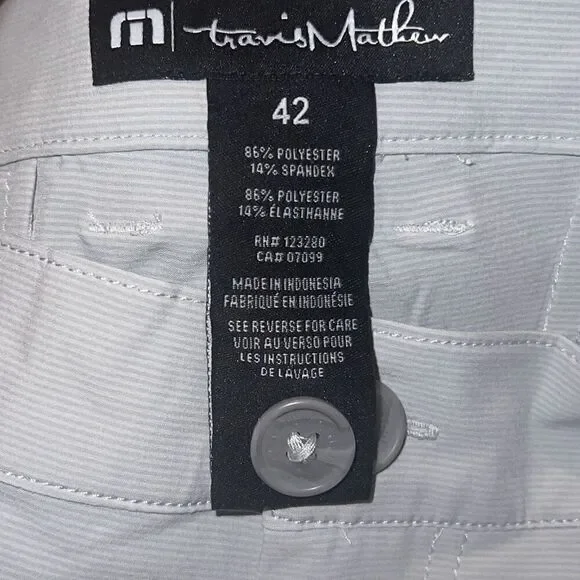 travisMathew
42
86% POLYESTER
14% SPANDEX
86% POLYESTER
14% ÉLASTHANNE
RN# 123280
CA# 07099
MADE IN INDONESIA
FABRIQUÉ EN INDONÉSIE
SEE REVERSE FOR CARE
VOIR AU VERSO POUR
LES INSTRUCTIONS
DE LAVAGE